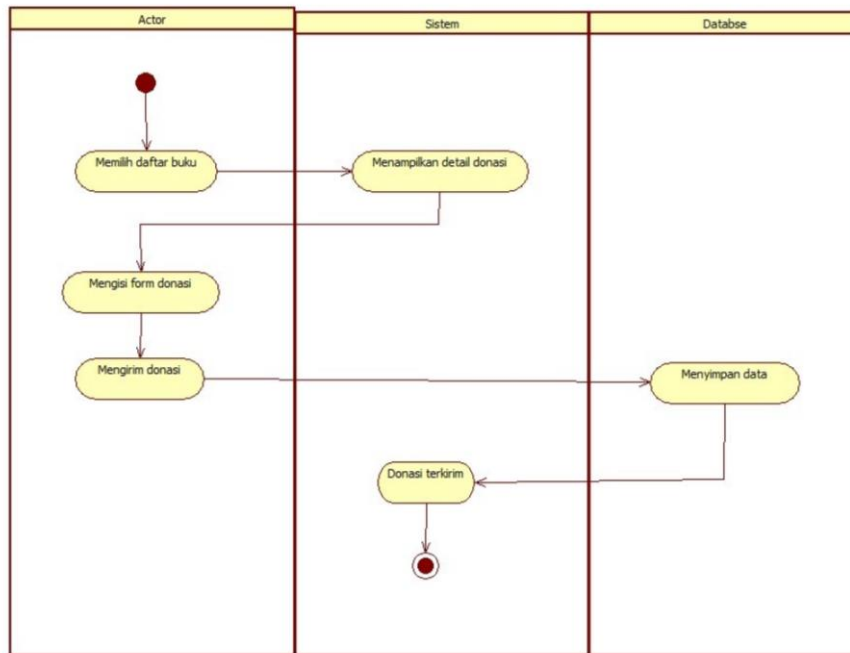 Actor
Sistem
Databse
Memilih daftar buku
Menampilkan detail donasi
Mengisi form donasi
Mengirim donasi
Menyimpan data
Donasi terkirim